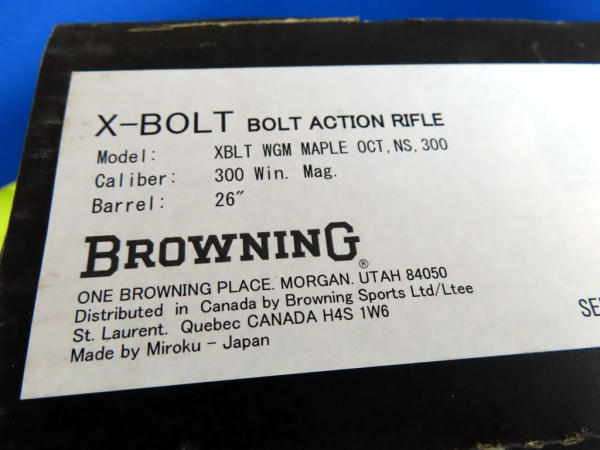 X-BOLT BOLT ACTION RIFLE
Model: XBLT WGM MAPLE OCT,NS,300
Caliber: 300 Win. Mag.
Barrel: 26"
BROWNING®
ONE BROWNING PLACE. MORGAN. UTAH 84050
Distributed in Canada by Browning Sports Ltd/Ltee
St. Laurent. Quebec CANADA H4S 1W6
Made by Miroku - Japan